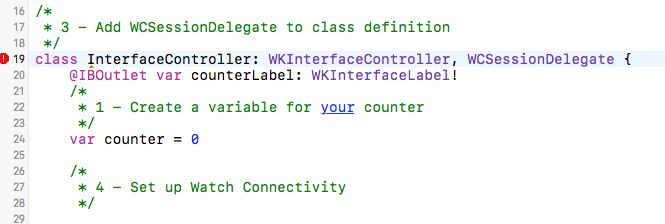 16 /*
17  * 3 – Add WCSessionDelegate to class definition
18  */
19 class InterfaceController: WKInterfaceController, WCSessionDelegate {
20     @IBOutlet var counterLabel: WKInterfaceLabel!
21     /*
22      * 1 – Create a variable for your counter
23      */
24     var counter = 0
25
26     /*
27      * 4 – Set up Watch Connectivity
28      */
29